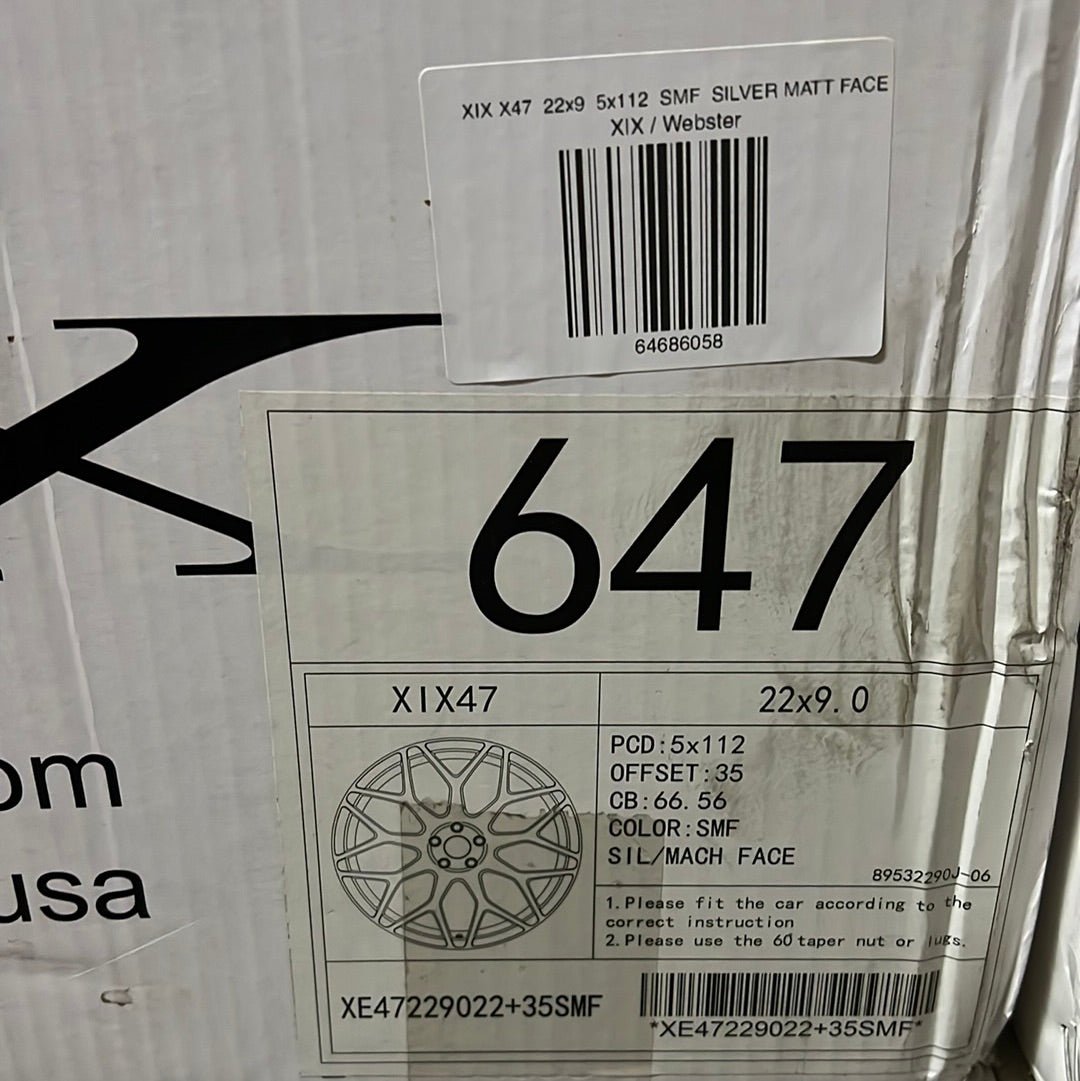 XIX X47 22x9 5x112 SMF SILVER MATT FACE
XIX / Webster
64686058
X
647
XIX47
22x9.0
PCD:5x112
OFFSET:35
CB:66.56
COLOR:SMF
SIL/MACH FACE
89532290J-06
1.Please fit the car according to the
correct instruction
2.Please use the 60 taper nut or lugs.
XE47229022+35SMF
*XE47229022+35SMF*
om
usa